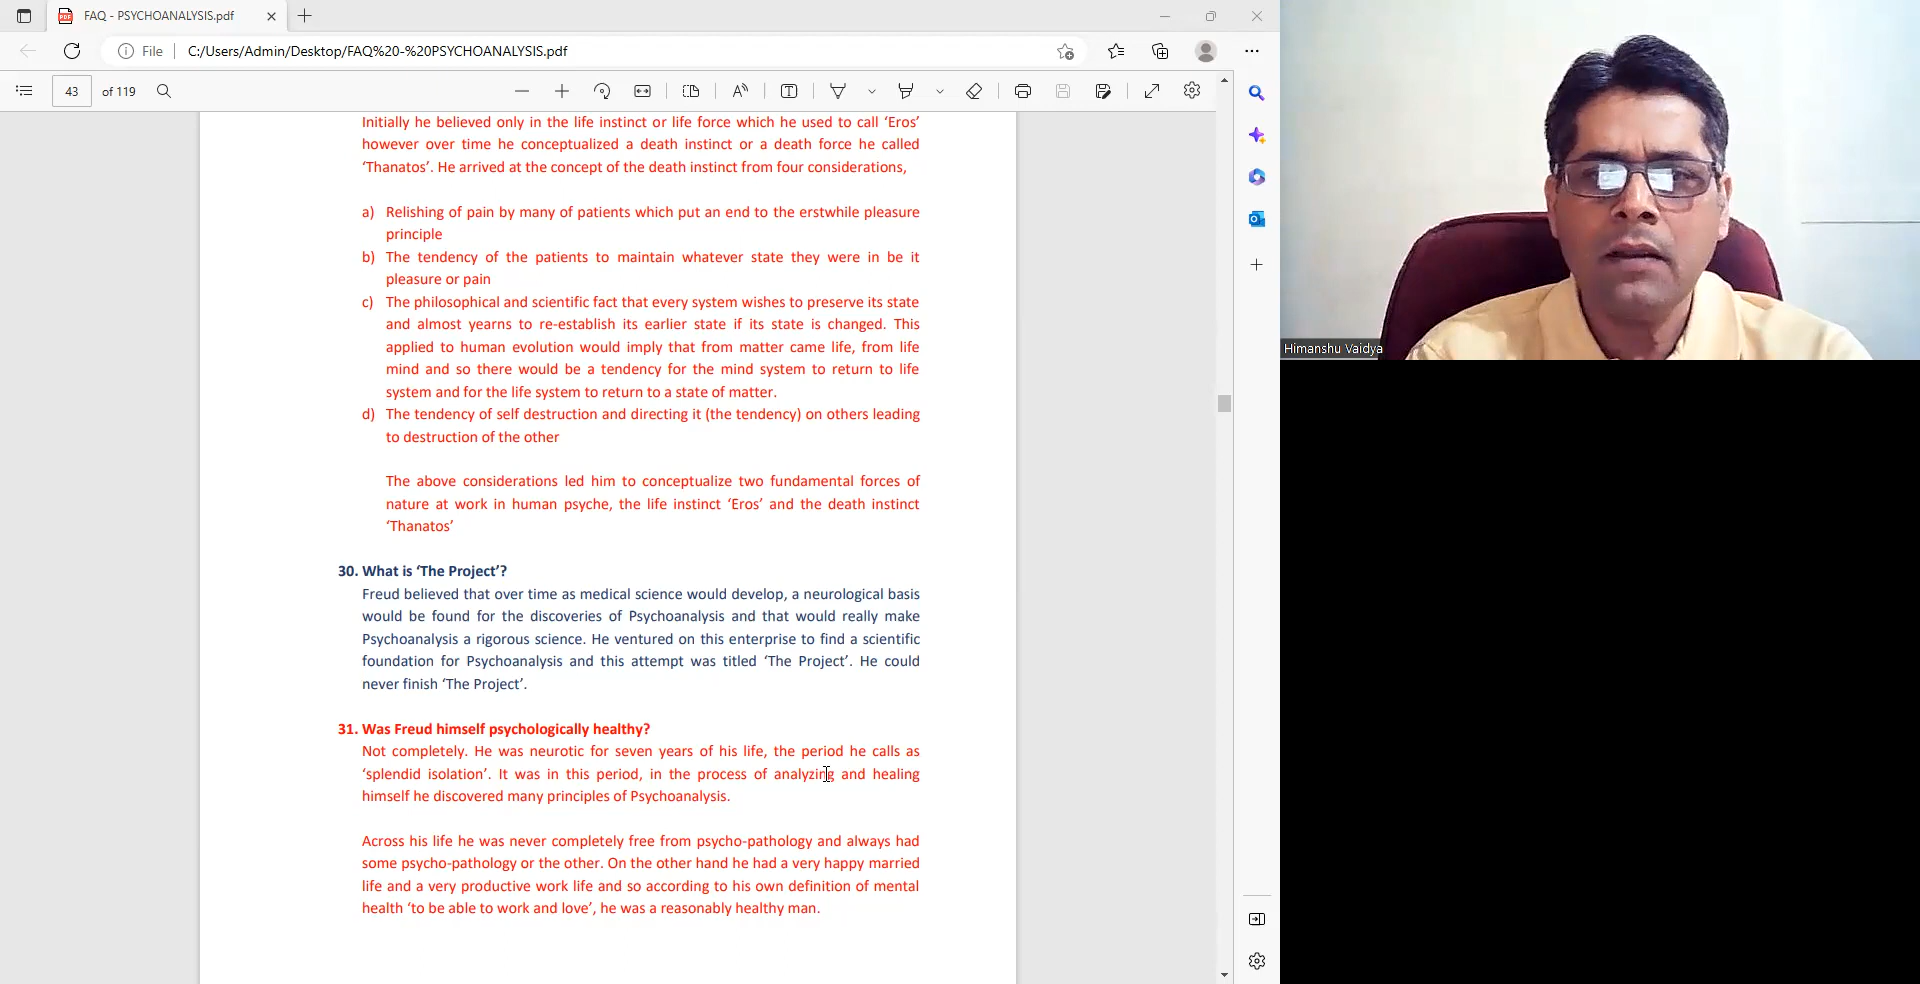 FAQ - PSYCHOANALYSIS.pdf
File
C:/Users/Admin/Desktop/FAQ%20-%20PSYCHOANALYSIS.pdf
43 of 119
Initially he believed only in the life instinct or life force which he used to call ‘Eros’
however over time he conceptualized a death instinct or a death force he called
‘Thanatos’. He arrived at the concept of the death instinct from four considerations,
a) Relishing of pain by many of patients which put an end to the erstwhile pleasure
principle
b) The tendency of the patients to maintain whatever state they were in be it
pleasure or pain
c) The philosophical and scientific fact that every system wishes to preserve its state
and almost yearns to re-establish its earlier state if its state is changed. This
applied to human evolution would imply that from matter came life, from life
mind and so there would be a tendency for the mind system to return to life
system and for the life system to return to a state of matter.
d) The tendency of self destruction and directing it (the tendency) on others leading
to destruction of the other
The above considerations led him to conceptualize two fundamental forces of
nature at work in human psyche, the life instinct ‘Eros’ and the death instinct
‘Thanatos’
30. What is ‘The Project’?
Freud believed that over time as medical science would develop, a neurological basis
would be found for the discoveries of Psychoanalysis and that would really make
Psychoanalysis a rigorous science. He ventured on this enterprise to find a scientific
foundation for Psychoanalysis and this attempt was titled ‘The Project’. He could
never finish ‘The Project’.
31. Was Freud himself psychologically healthy?
Not completely. He was neurotic for seven years of his life, the period he calls as
‘splendid isolation’. It was in this period, in the process of analyzing and healing
himself he discovered many principles of Psychoanalysis.
Across his life he was never completely free from psycho-pathology and always had
some psycho-pathology or the other. On the other hand he had a very happy married
life and a very productive work life and so according to his own definition of mental
health ‘to be able to work and love’, he was a reasonably healthy man.
Himanshu Vaidya